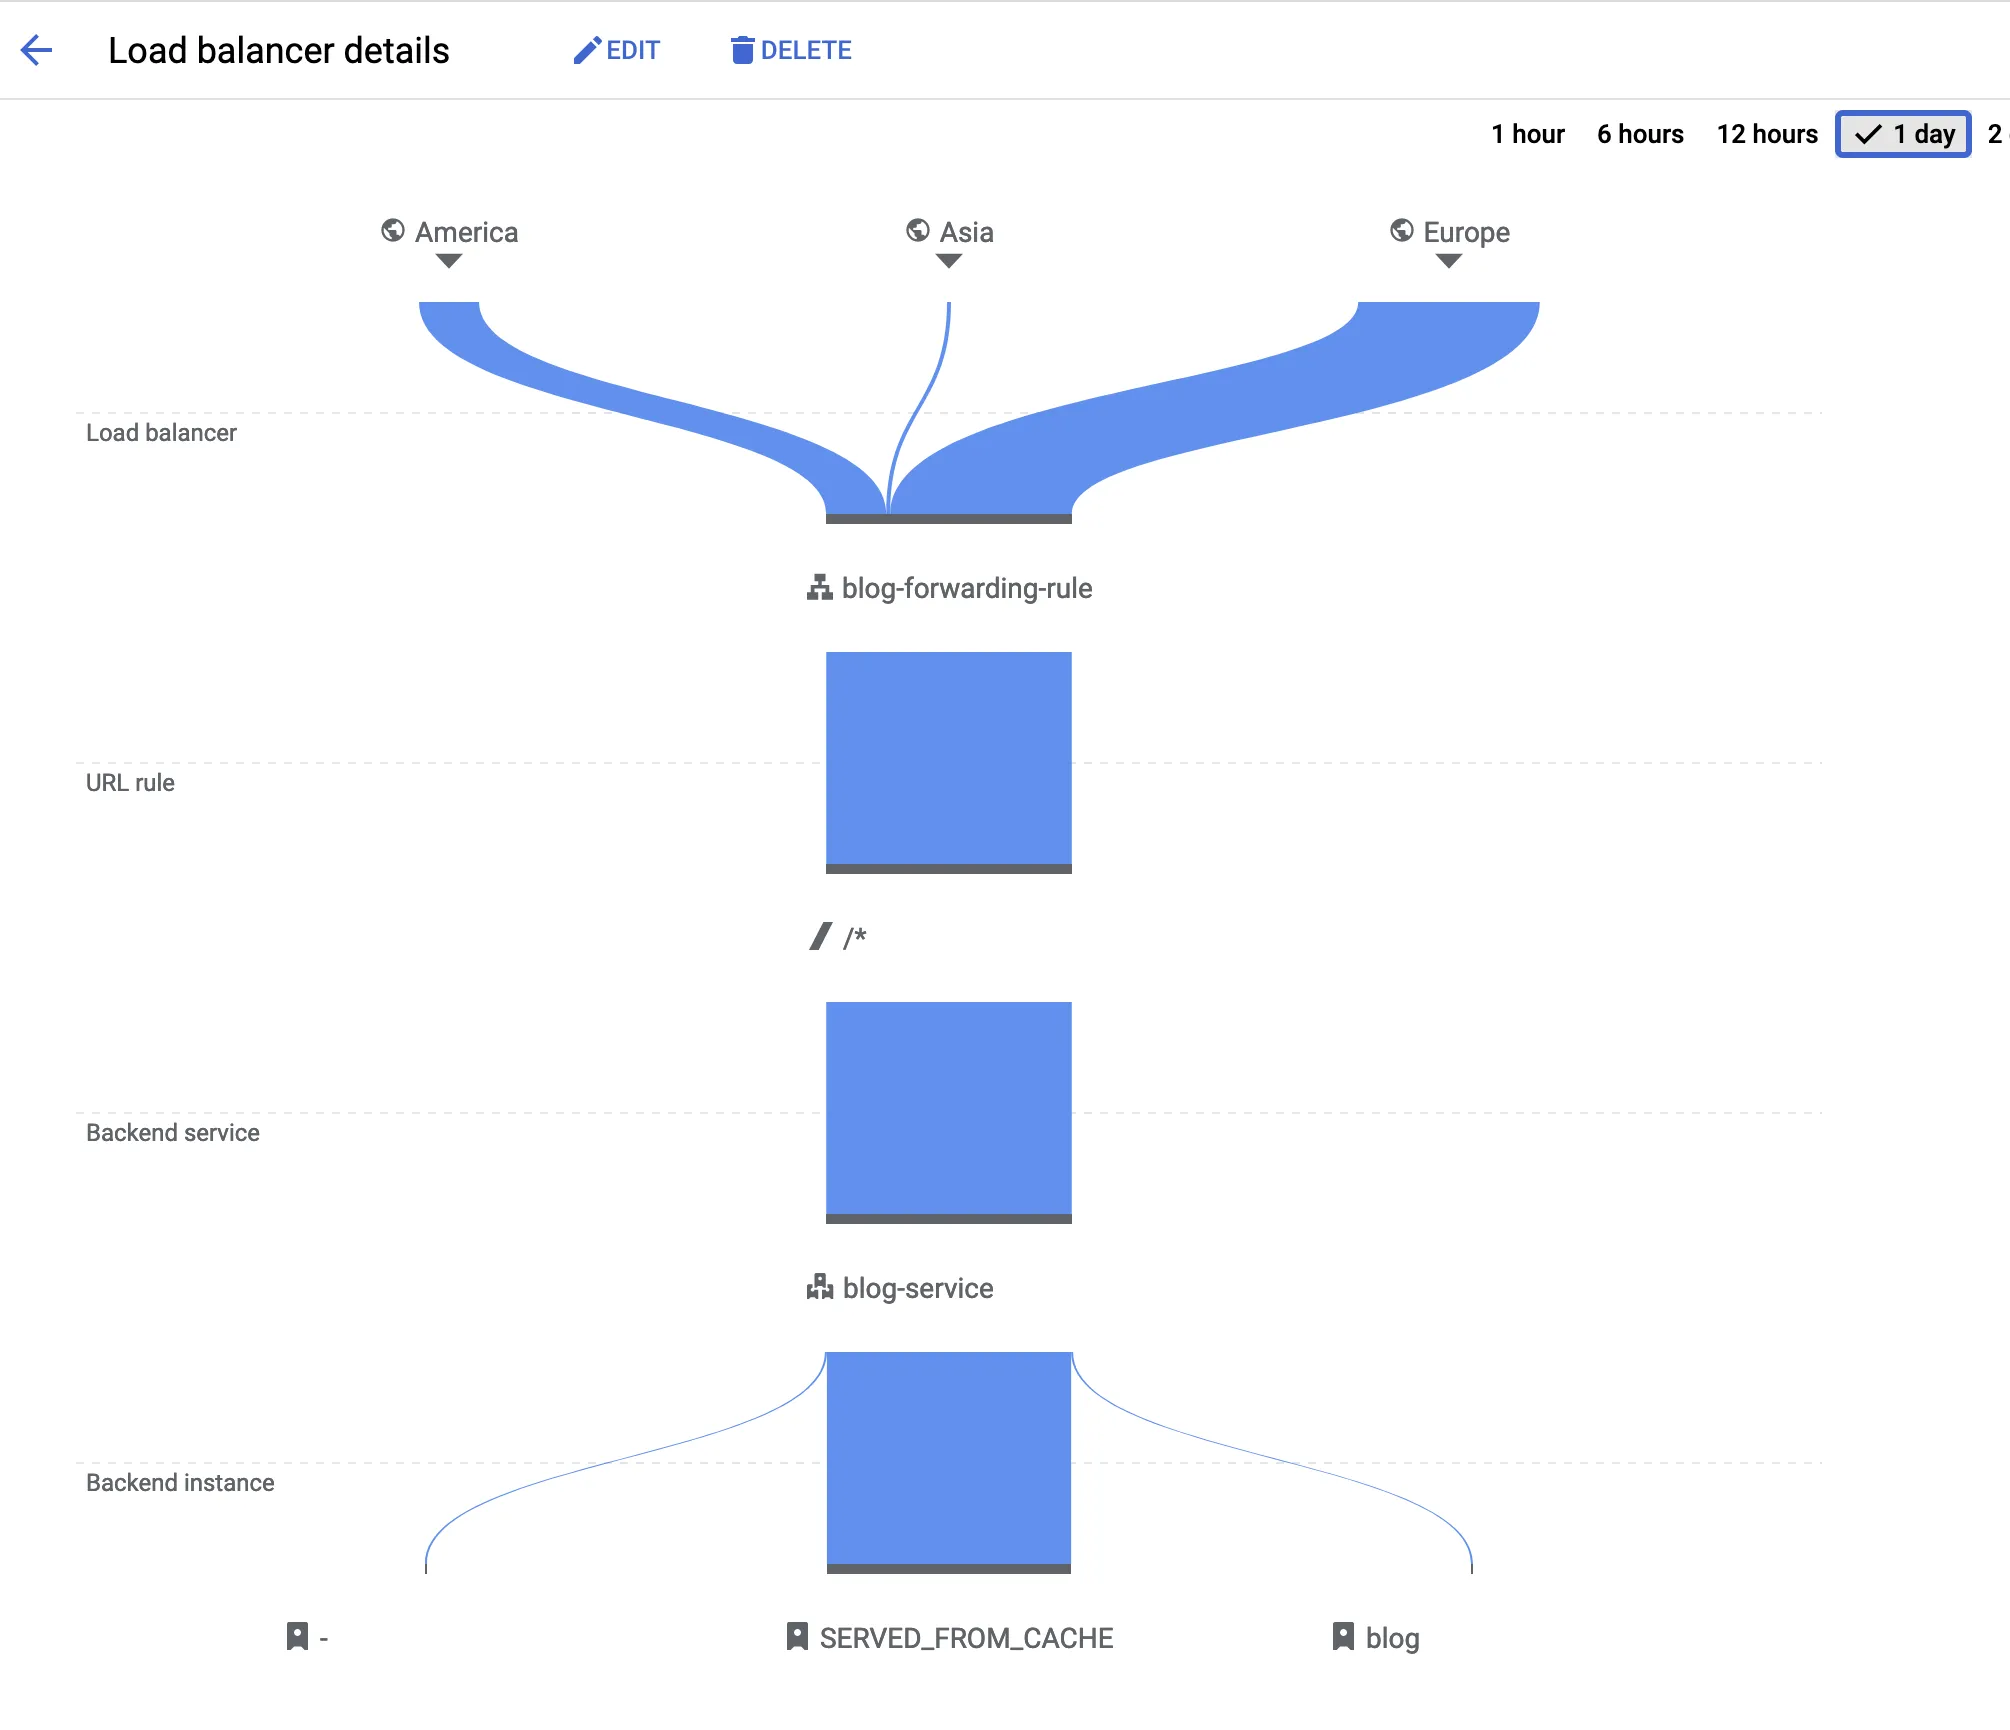 Load balancer details EDIT DELETE
1 hour 6 hours 12 hours 1 day 2
America Asia Europe
Load balancer
blog-forwarding-rule
URL rule
/*
Backend service
blog-service
Backend instance
- SERVED_FROM_CACHE blog